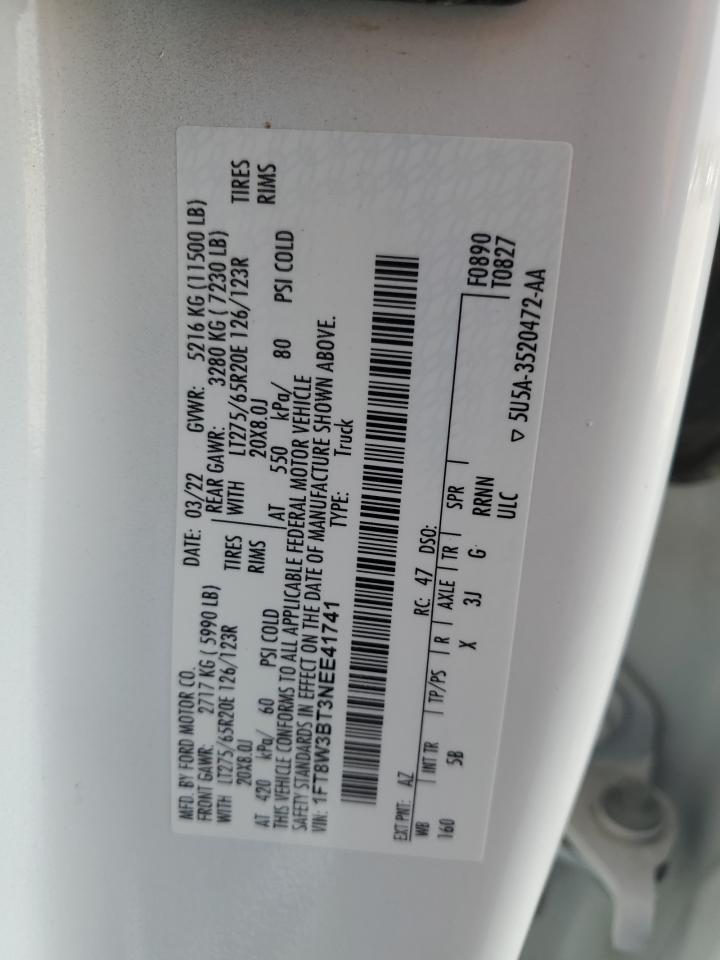 MFD. BY FORD MOTOR CO.
DATE: 03/22 GVWR: 5216 KG (11500 LB)
FRONT GAWR: 2717 KG ( 5990 LB) REAR GAWR: 3280 KG ( 7230 LB)
WITH LT275/65R20E 126/123R TIRES WITH LT275/65R20E 126/123R TIRES
20X8.0J RIMS 20X8.0J RIMS
AT 420 kPa/ 60 PSI COLD AT 550 kPa/ 80 PSI COLD
THIS VEHICLE CONFORMS TO ALL APPLICABLE FEDERAL MOTOR VEHICLE
SAFETY STANDARDS IN EFFECT ON THE DATE OF MANUFACTURE SHOWN ABOVE.
VIN: 1FT8W3BT3NEE41741 TYPE: Truck
EXT PNT: AZ RC: 47 DSO: F0890
WB INT TR TP/PS R AXLE TR SPR T0827
160 5B X 3J G RRNN
ULC
▽ 5U5A-3520472-AA